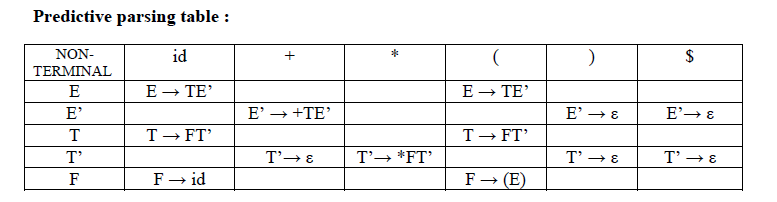 Predictive parsing table :
NON-TERMINAL id + * ( ) $
E E → TE’ E → TE’
E’ E’ → +TE’ E’ → ε E’→ ε
T T → FT’ T → FT’
T’ T’→ ε T’→ *FT’ T’ → ε T’ → ε
F F → id F → (E)